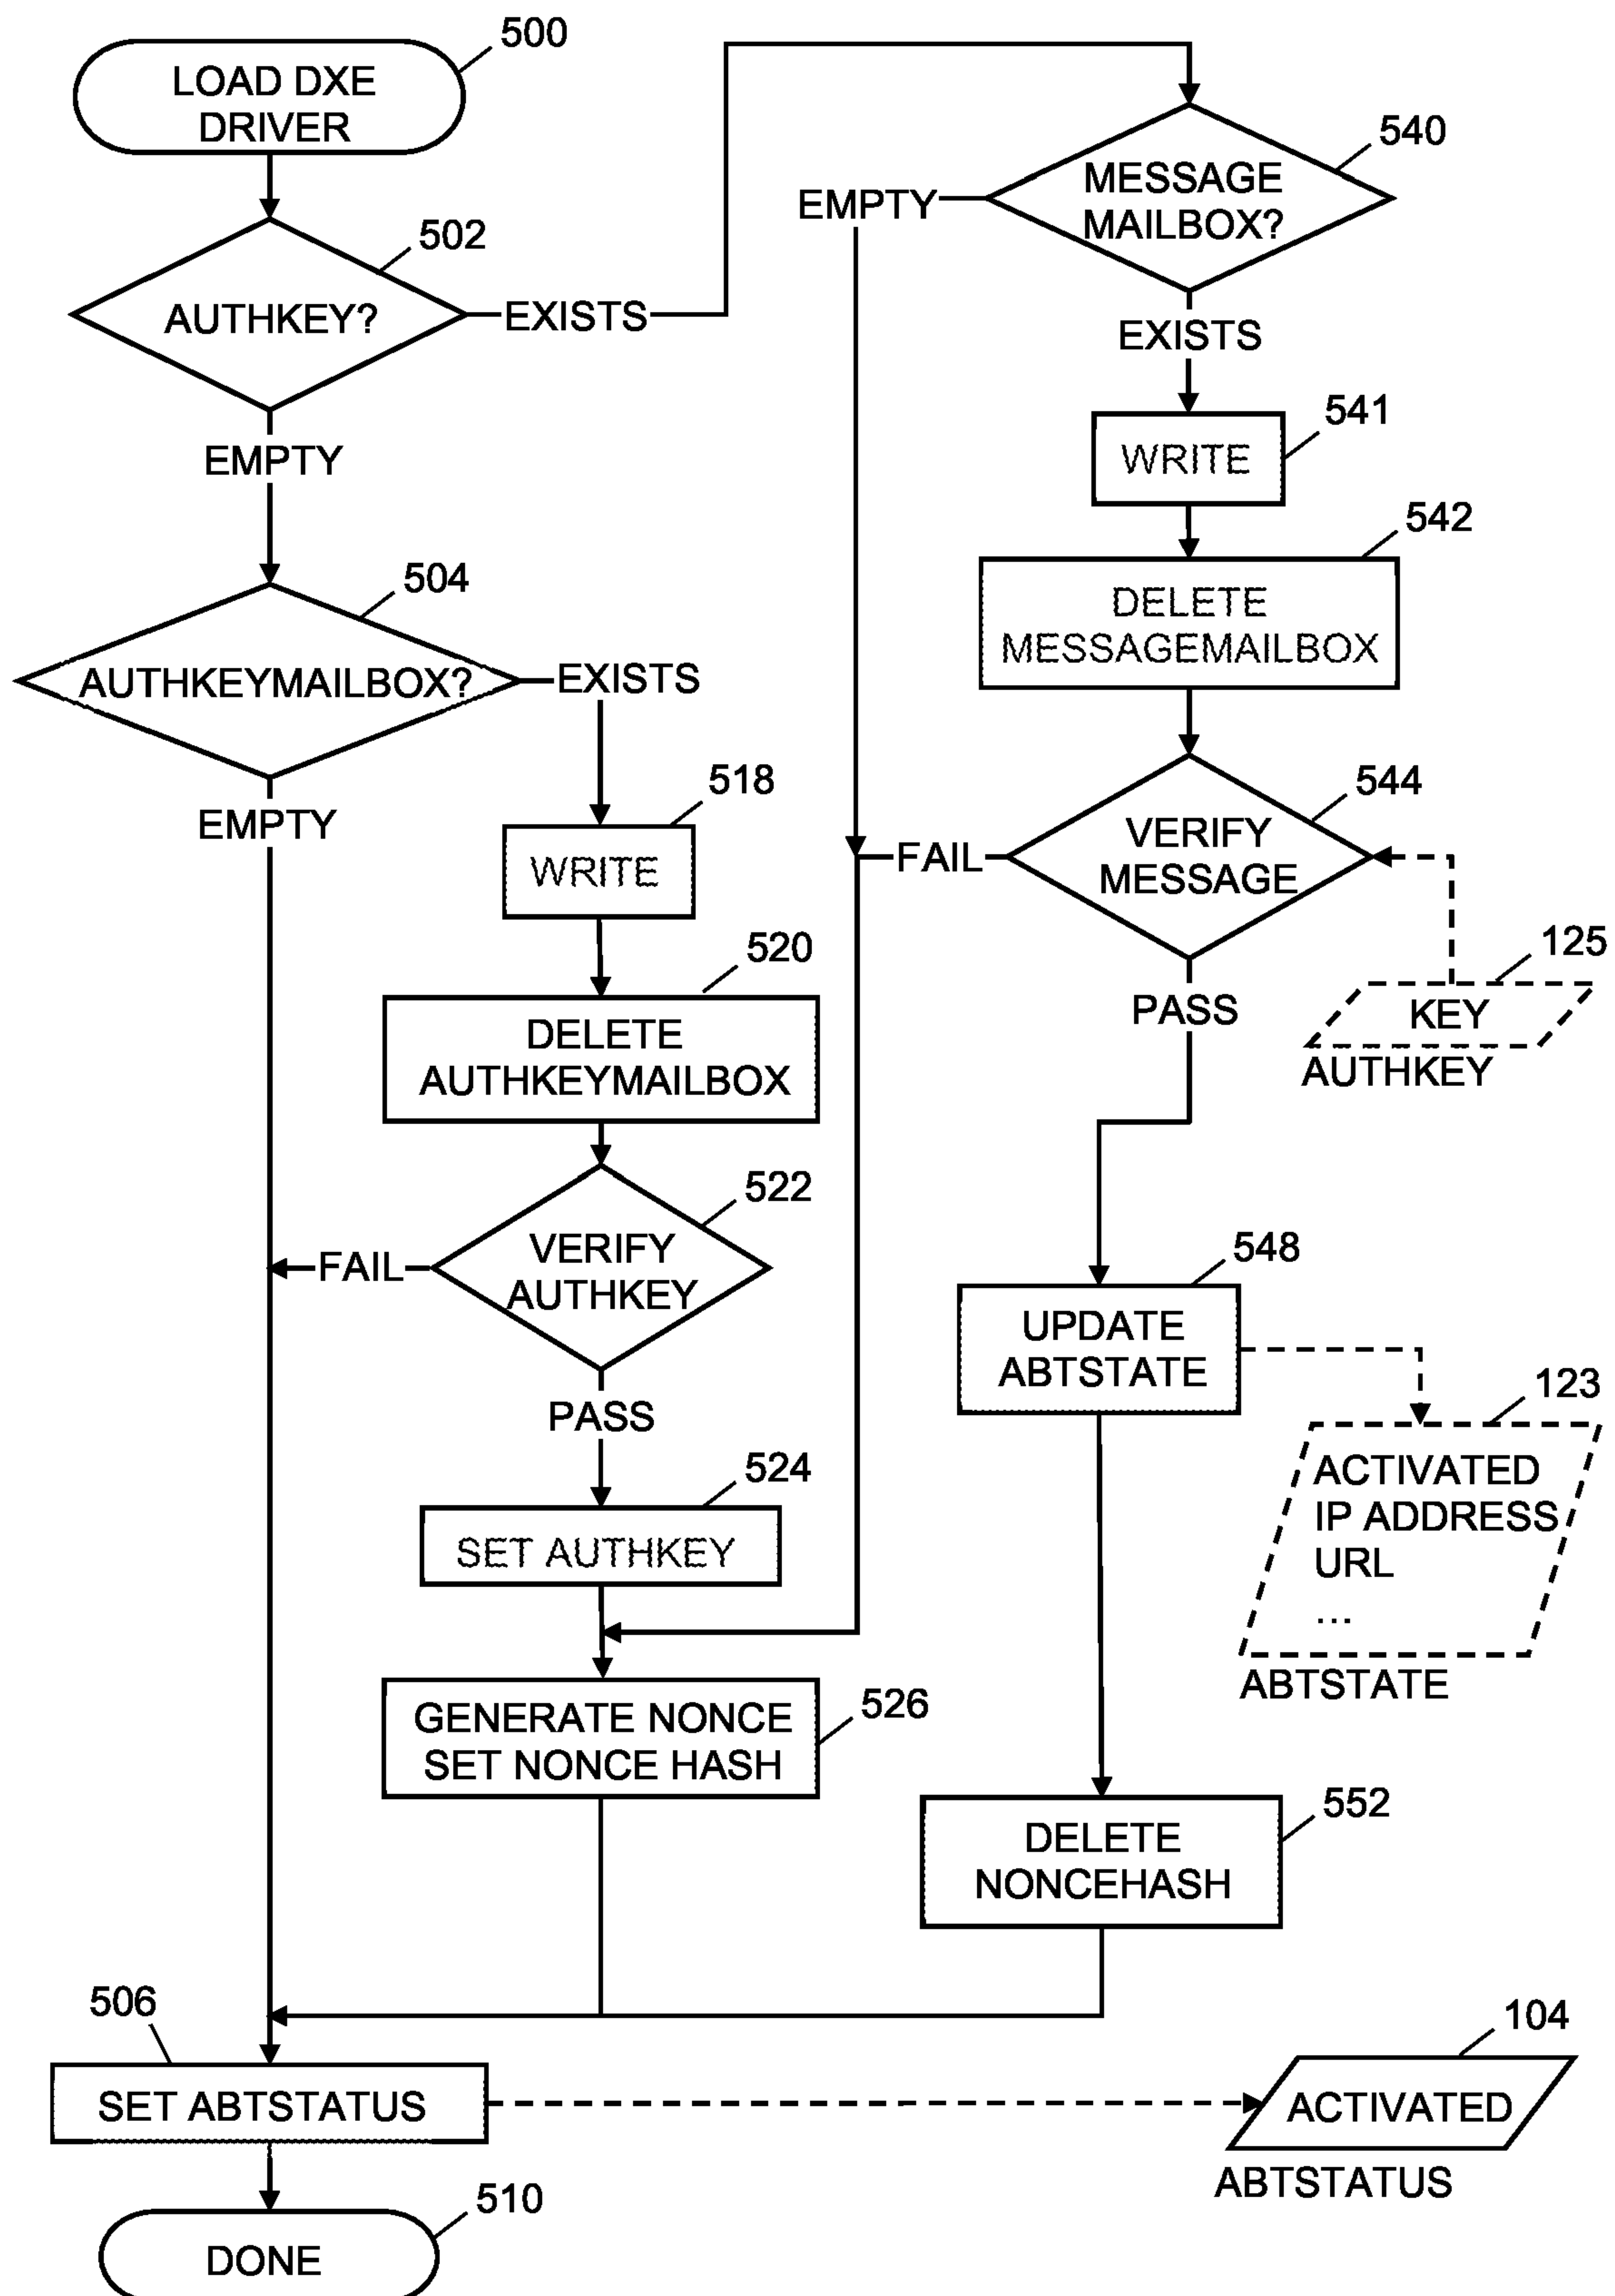 500
LOAD DXE
DRIVER
502
AUTHKEY?
EXISTS
EMPTY
504
AUTHKEYMAILBOX?
EXISTS
EMPTY
518
WRITE
520
DELETE
AUTHKEYMAILBOX
522
VERIFY
AUTHKEY
FAIL
PASS
524
SET AUTHKEY
526
GENERATE NONCE
SET NONCE HASH
540
MESSAGE
MAILBOX?
EMPTY
EXISTS
541
WRITE
542
DELETE
MESSAGEMAILBOX
544
VERIFY
MESSAGE
FAIL
PASS
125
KEY
AUTHKEY
548
UPDATE
ABTSTATE
123
ACTIVATED
IP ADDRESS
URL
...
ABTSTATE
552
DELETE
NONCEHASH
506
SET ABTSTATUS
104
ACTIVATED
ABTSTATUS
510
DONE